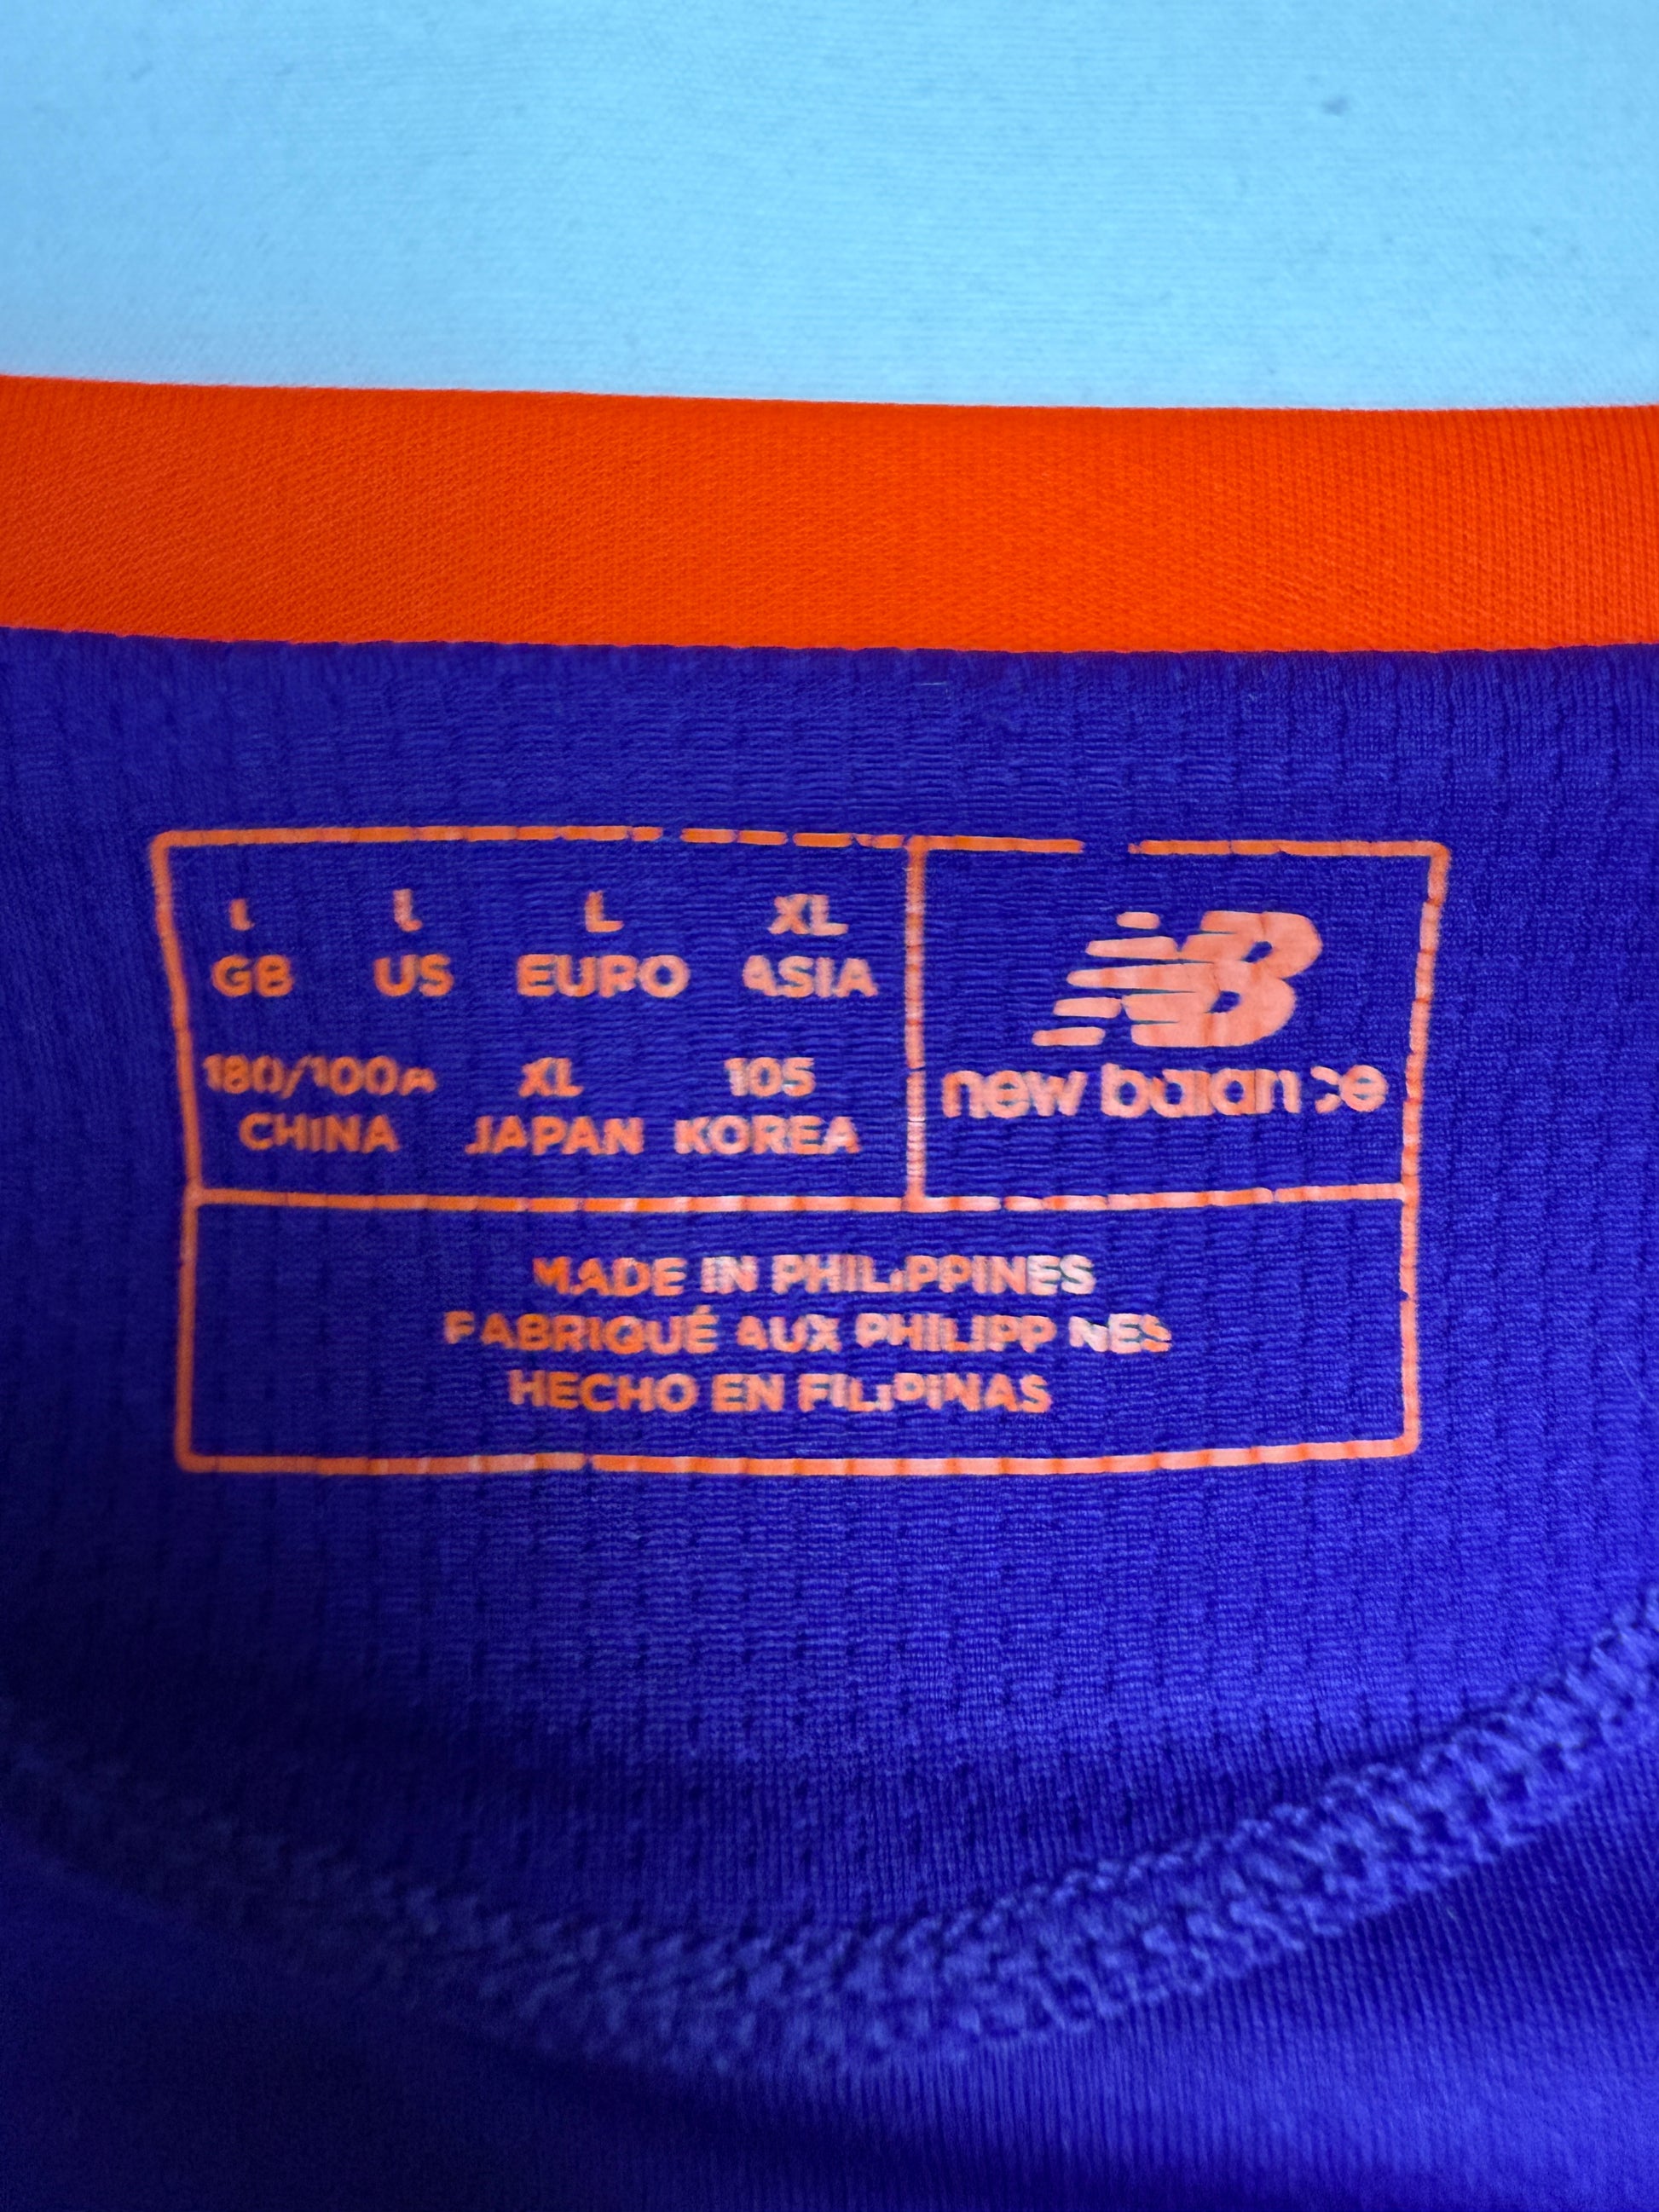 L L L XL
GB US EURO ASIA
180/100A XL 105
CHINA JAPAN KOREA
NB
new balance
MADE IN PHILIPPINES
FABRIQUÉ AUX PHILIPPINES
HECHO EN FILIPINAS